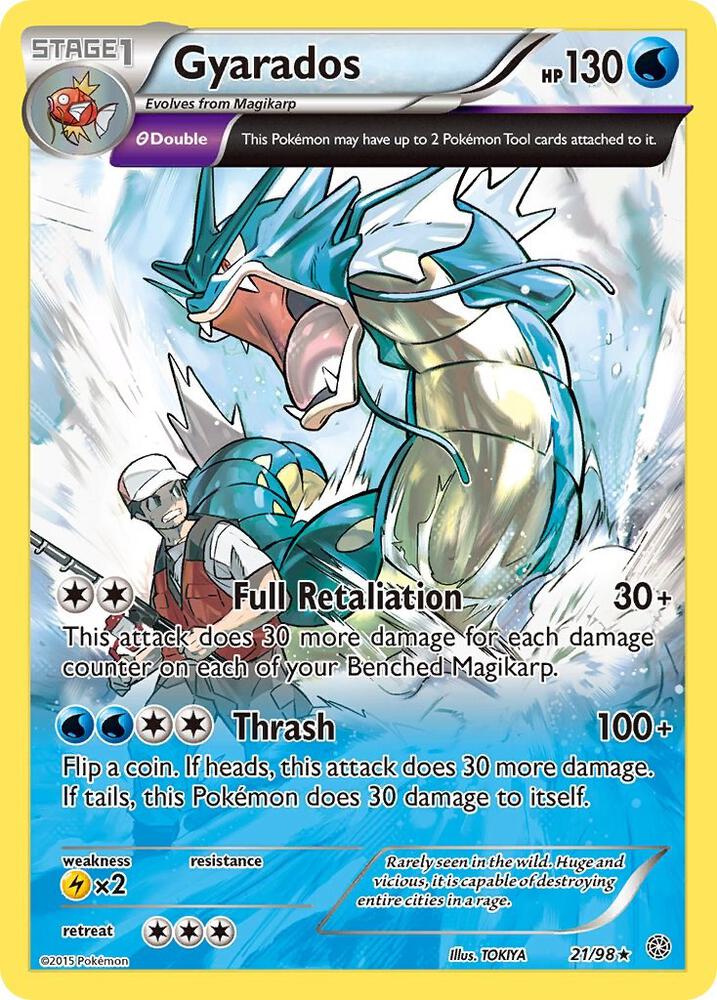 STAGE1
Gyarados
HP130
Evolves from Magikarp
θDouble
This Pokémon may have up to 2 Pokémon Tool cards attached to it.
Full Retaliation 30+
This attack does 30 more damage for each damage
counter on each of your Benched Magikarp.
Thrash 100+
Flip a coin. If heads, this attack does 30 more damage.
If tails, this Pokémon does 30 damage to itself.
weakness resistance
×2
Rarely seen in the wild. Huge and
vicious, it is capable of destroying
entire cities in a rage.
retreat
©2015 Pokémon
Illus. TOKIYA
21/98★